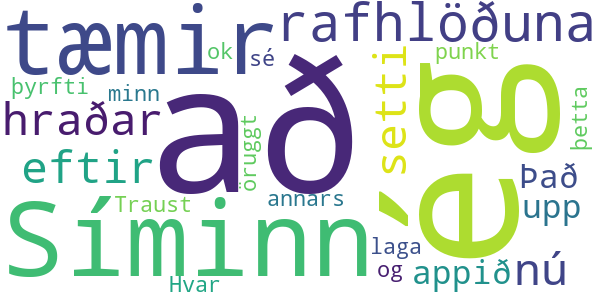 tæmir
rafhlöðuna
að
ég
Síminn
hraðar
eftir
setti
ok
sé
punkt
þyrfti
minn
öruggt
annars
Traust
Hvar
þetta
Það
upp
laga
og
appið
nú